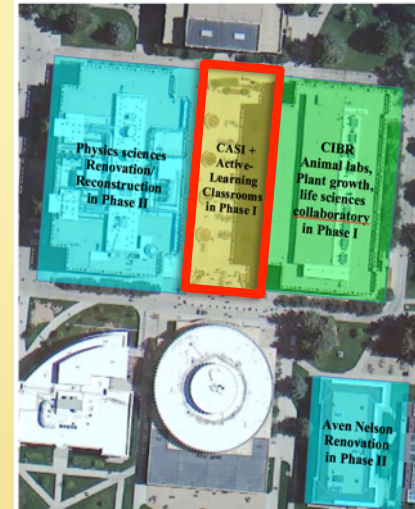 Physics sciences
Renovation/
Reconstruction
in Phase II
CASI +
Active-
Learning
Classrooms
in Phase I
CIBR
Animal labs,
Plant growth,
life sciences
collaboratory
in Phase I
Aven Nelson
Renovation
in Phase II